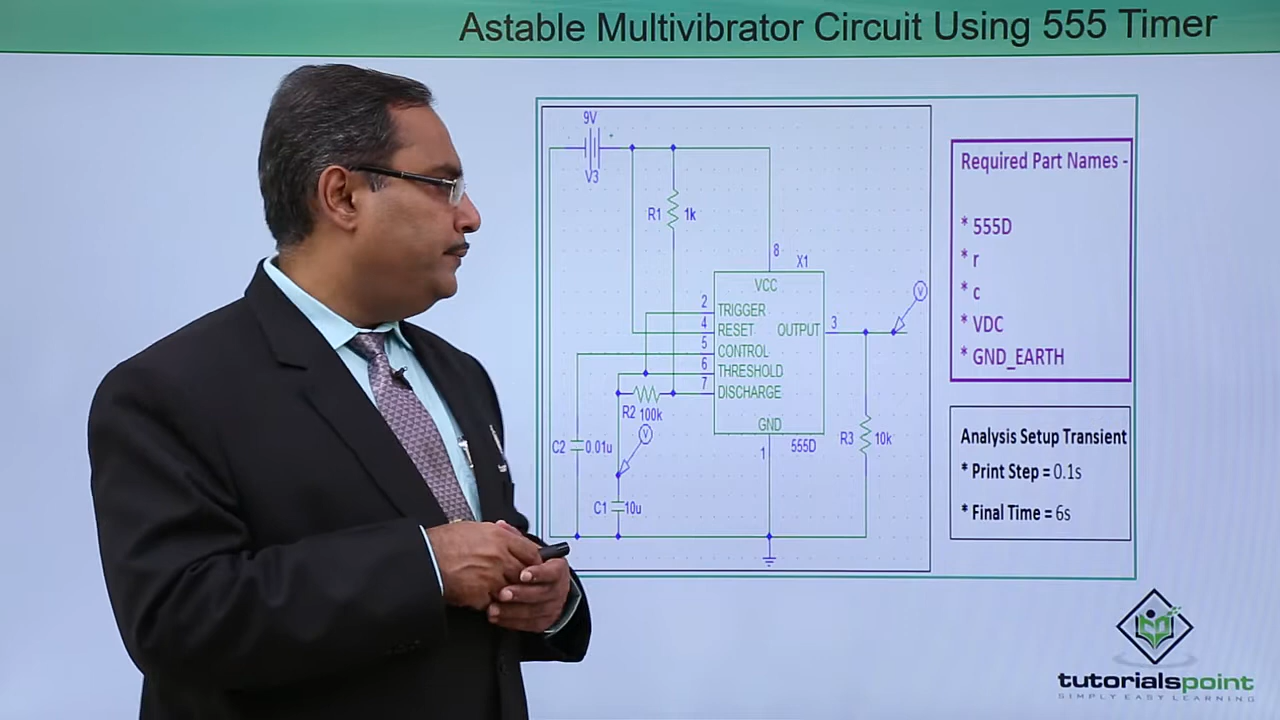 Astable Multivibrator Circuit Using 555 Timer
9V
+
V3
R1 1k
8
X1
VCC
2 TRIGGER
4 RESET
OUTPUT 3
5 CONTROL
6 THRESHOLD
7 DISCHARGE
R2 100k
GND
555D
1
V
V
C2 0.01u
C1 10u
R3 10k
Required Part Names -
* 555D
* r
* c
* VDC
* GND_EARTH
Analysis Setup Transient
* Print Step = 0.1s
* Final Time = 6s
tutorialspoint
SIMPLY EASY LEARNING